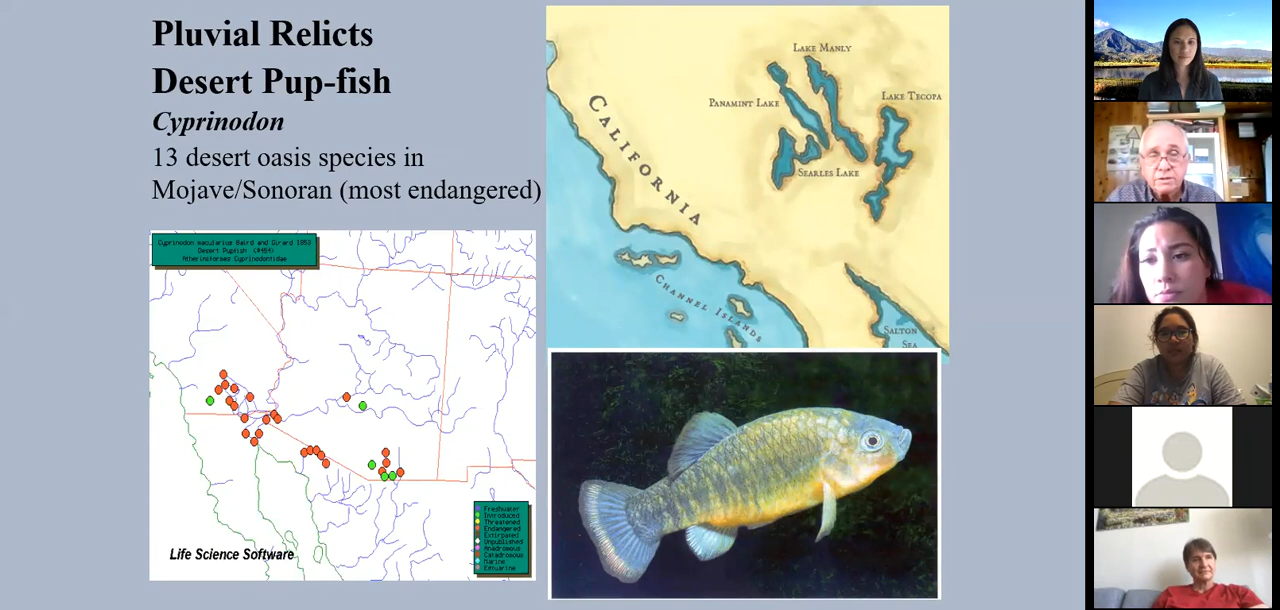 Pluvial Relicts
Desert Pup-fish
Cyprinodon
13 desert oasis species in
Mojave/Sonoran (most endangered)
LAKE MANLY
PANAMINT LAKE
LAKE TECOPA
SEARLES LAKE
CALIFORNIA
CHANNEL ISLANDS
SALTON
SEA
Cyprinodon macularius Baird and Girard 1853
Desert Pupfish
Atheriniformes Cyprinodontidae
Freshwater
Introduced
Threatened
Endangered
Extirpated
Unpublished
Anadromous
Catadromous
Marine
Estuarine
Life Science Software